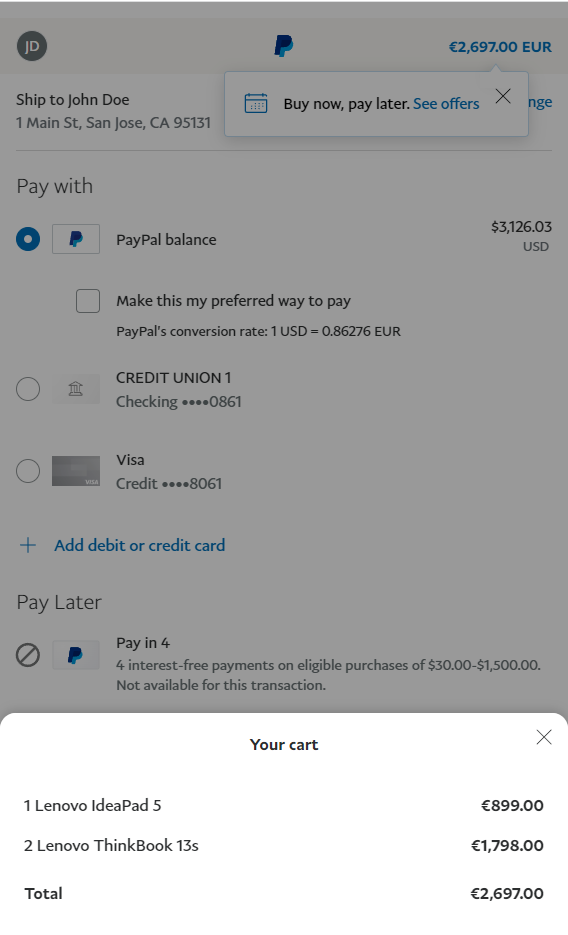 JD
€2,697.00 EUR
Ship to John Doe
1 Main St, San Jose, CA 95131
Buy now, pay later. See offers
nge
Pay with
PayPal balance
$3,126.03
USD
Make this my preferred way to pay
PayPal's conversion rate: 1 USD = 0.86276 EUR
CREDIT UNION 1
Checking ••••0861
VISA
Visa
Credit ••••8061
Add debit or credit card
Pay Later
Pay in 4
4 interest-free payments on eligible purchases of $30.00-$1,500.00.
Not available for this transaction.
Your cart
1 Lenovo IdeaPad 5 €899.00
2 Lenovo ThinkBook 13s €1,798.00
Total €2,697.00